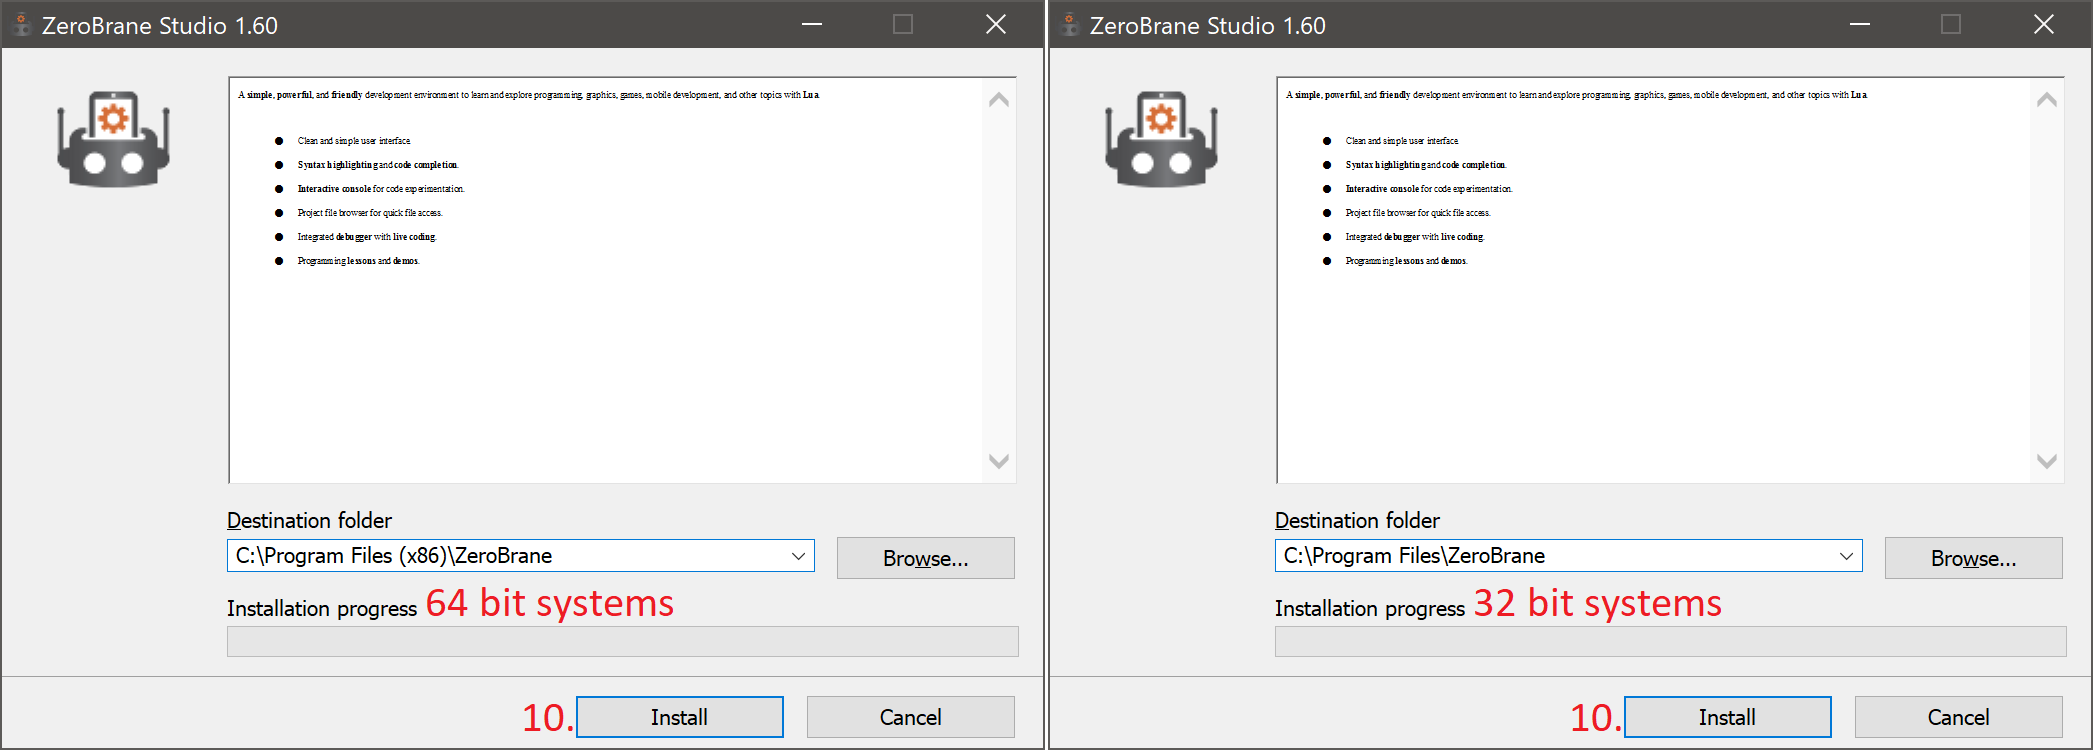 ZeroBrane Studio 1.60
A simple, powerful, and friendly development environment to learn and explore programming, graphics, games, mobile development, and other topics with Lua.
Clean and simple user interface.
Syntax highlighting and code completion.
Interactive console for code experimentation.
Project file browser for quick file access.
Integrated debugger with live coding.
Programming lessons and demos.
Destination folder
C:\Program Files (x86)\ZeroBrane
Browse...
Installation progress 64 bit systems
10. Install
Cancel
ZeroBrane Studio 1.60
A simple, powerful, and friendly development environment to learn and explore programming, graphics, games, mobile development, and other topics with Lua.
Clean and simple user interface.
Syntax highlighting and code completion.
Interactive console for code experimentation.
Project file browser for quick file access.
Integrated debugger with live coding.
Programming lessons and demos.
Destination folder
C:\Program Files\ZeroBrane
Browse...
Installation progress 32 bit systems
10. Install
Cancel